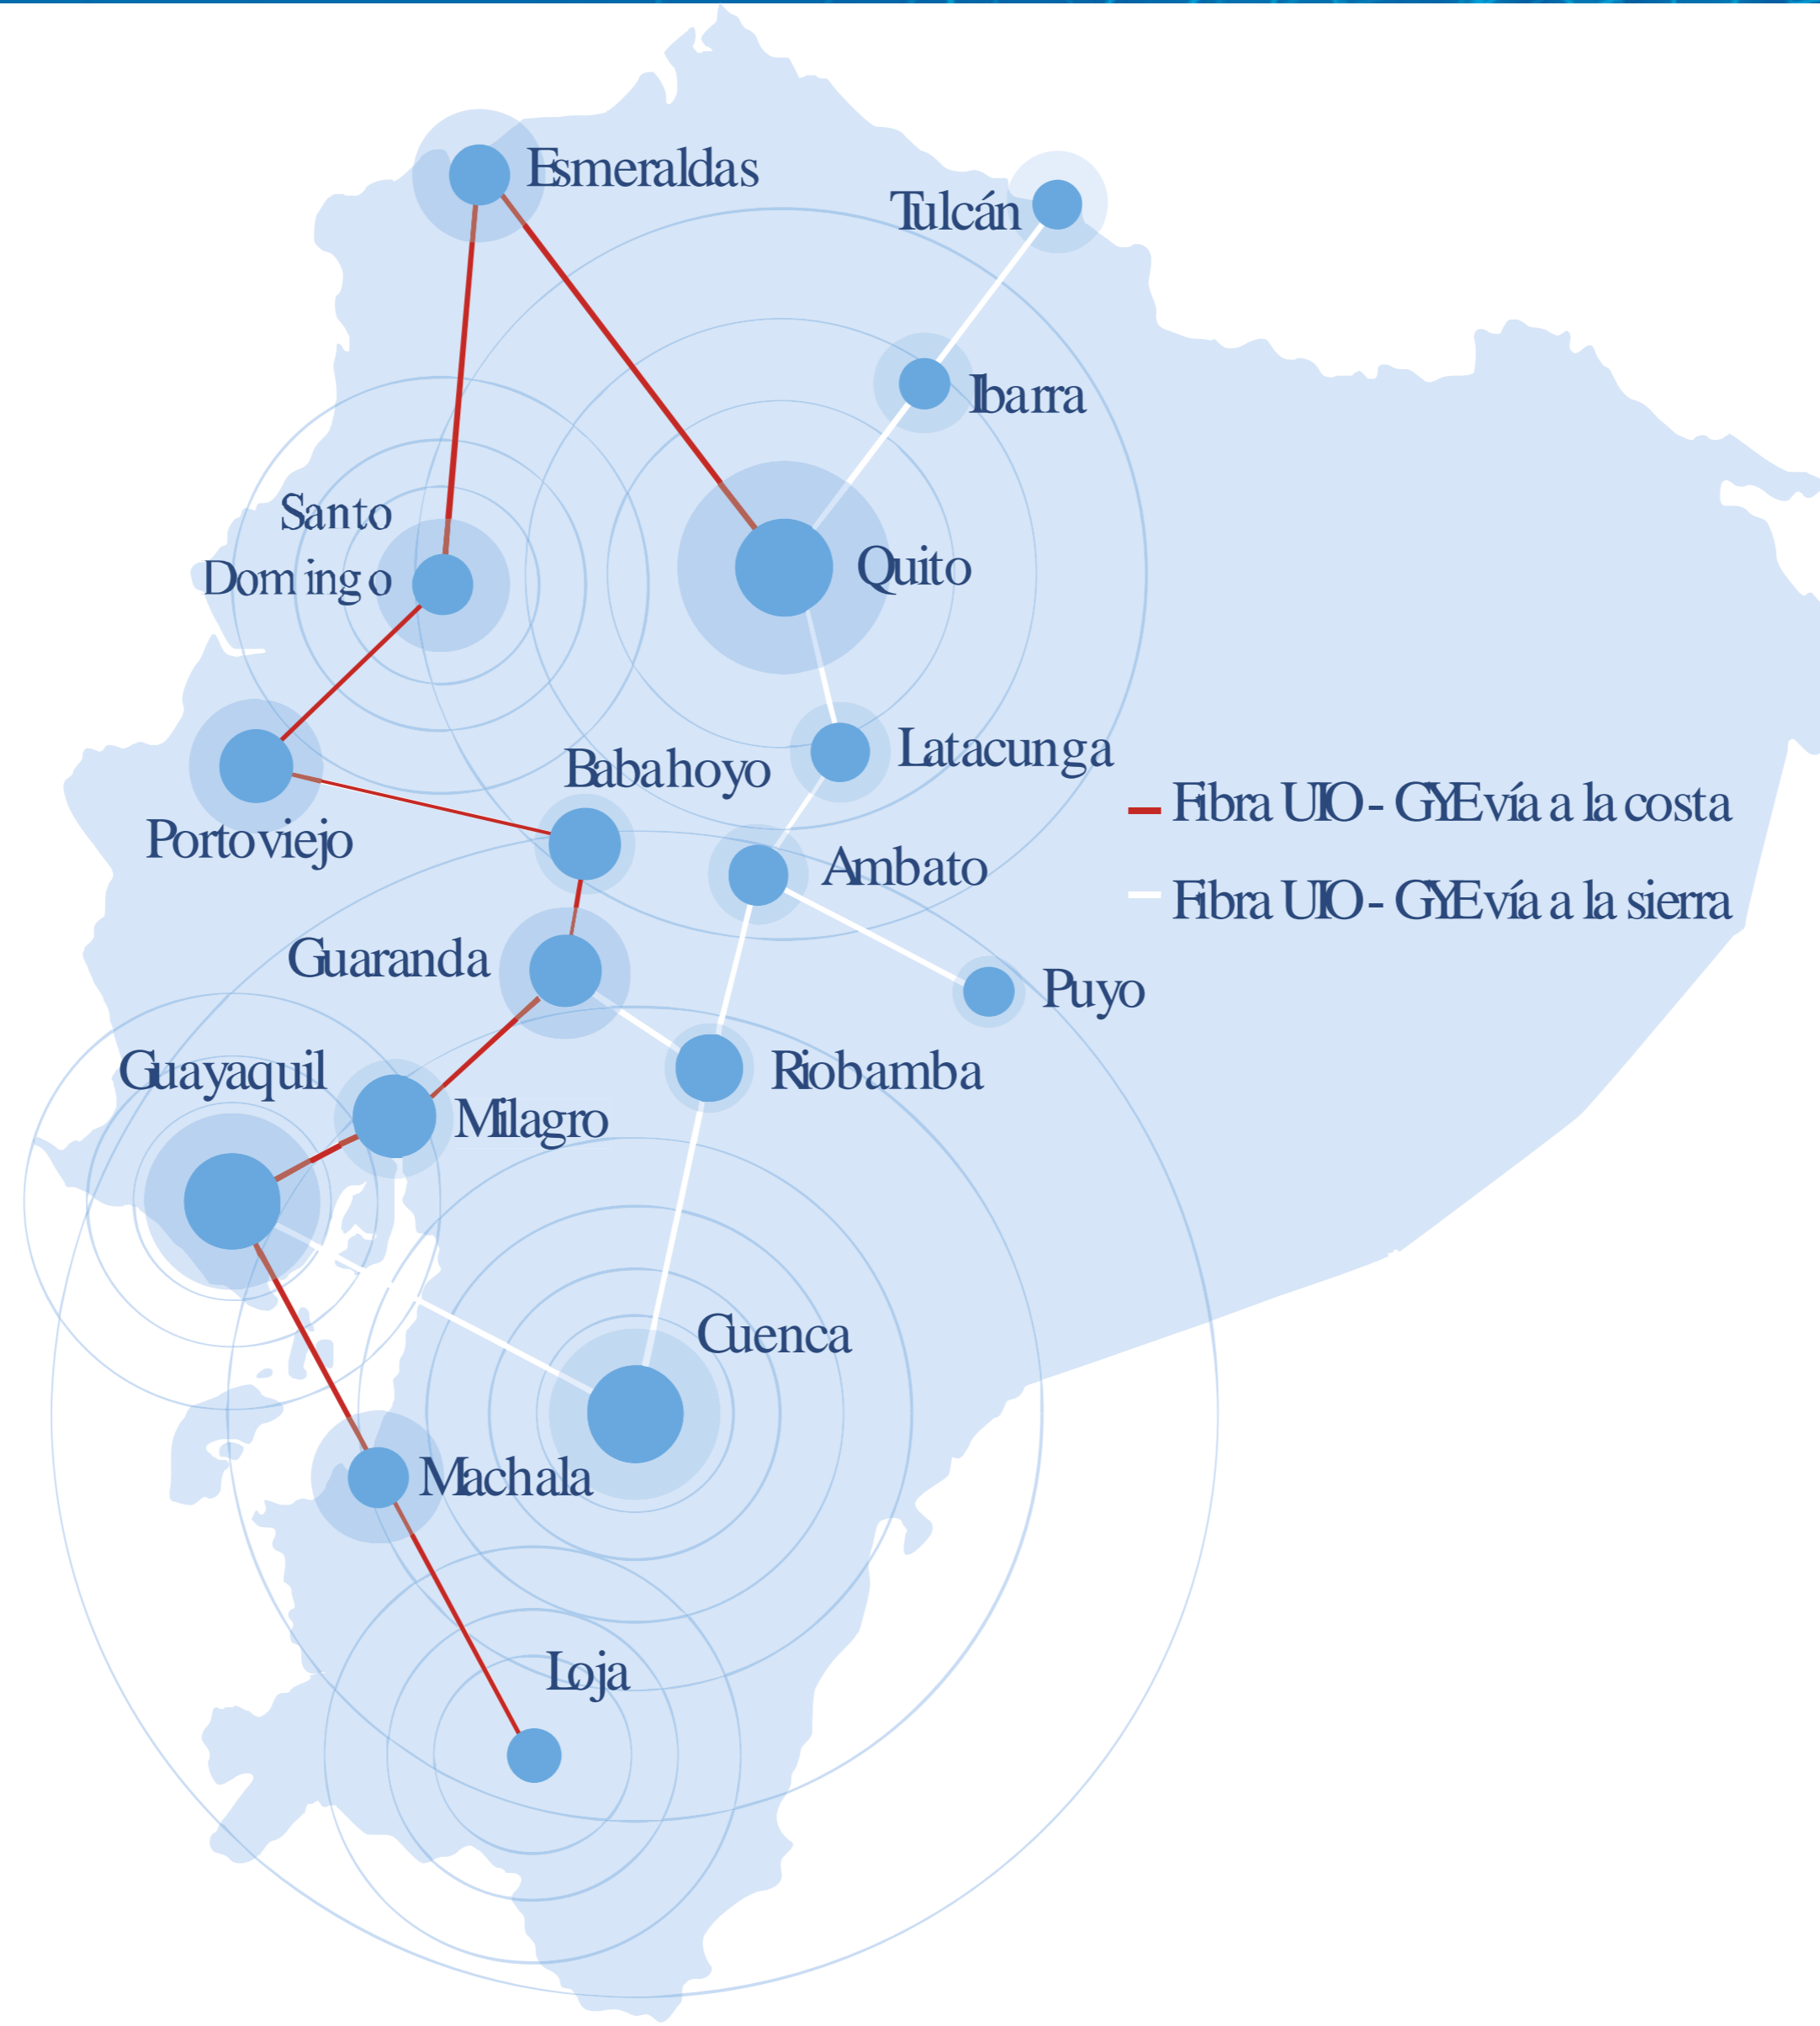 Esmeraldas
Tulcán
Ibarra
Santo
Domingo
Quito
Latacunga
Babahoyo
Portoviejo
Ambato
Fibra UIO - GYE vía a la costa
Fibra UIO - GYE vía a la sierra
Guaranda
Puyo
Guayaquil
Milagro
Riobamba
Cuenca
Machala
Loja